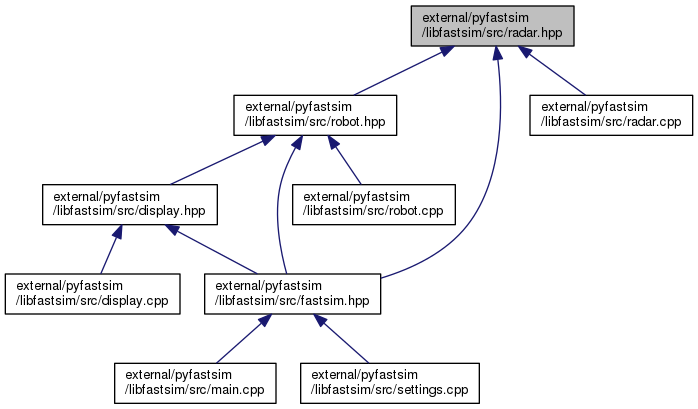 external/pyfastsim
/libfastsim/src/radar.hpp
external/pyfastsim
/libfastsim/src/robot.hpp
external/pyfastsim
/libfastsim/src/radar.cpp
external/pyfastsim
/libfastsim/src/display.hpp
external/pyfastsim
/libfastsim/src/robot.cpp
external/pyfastsim
/libfastsim/src/display.cpp
external/pyfastsim
/libfastsim/src/fastsim.hpp
external/pyfastsim
/libfastsim/src/main.cpp
external/pyfastsim
/libfastsim/src/settings.cpp